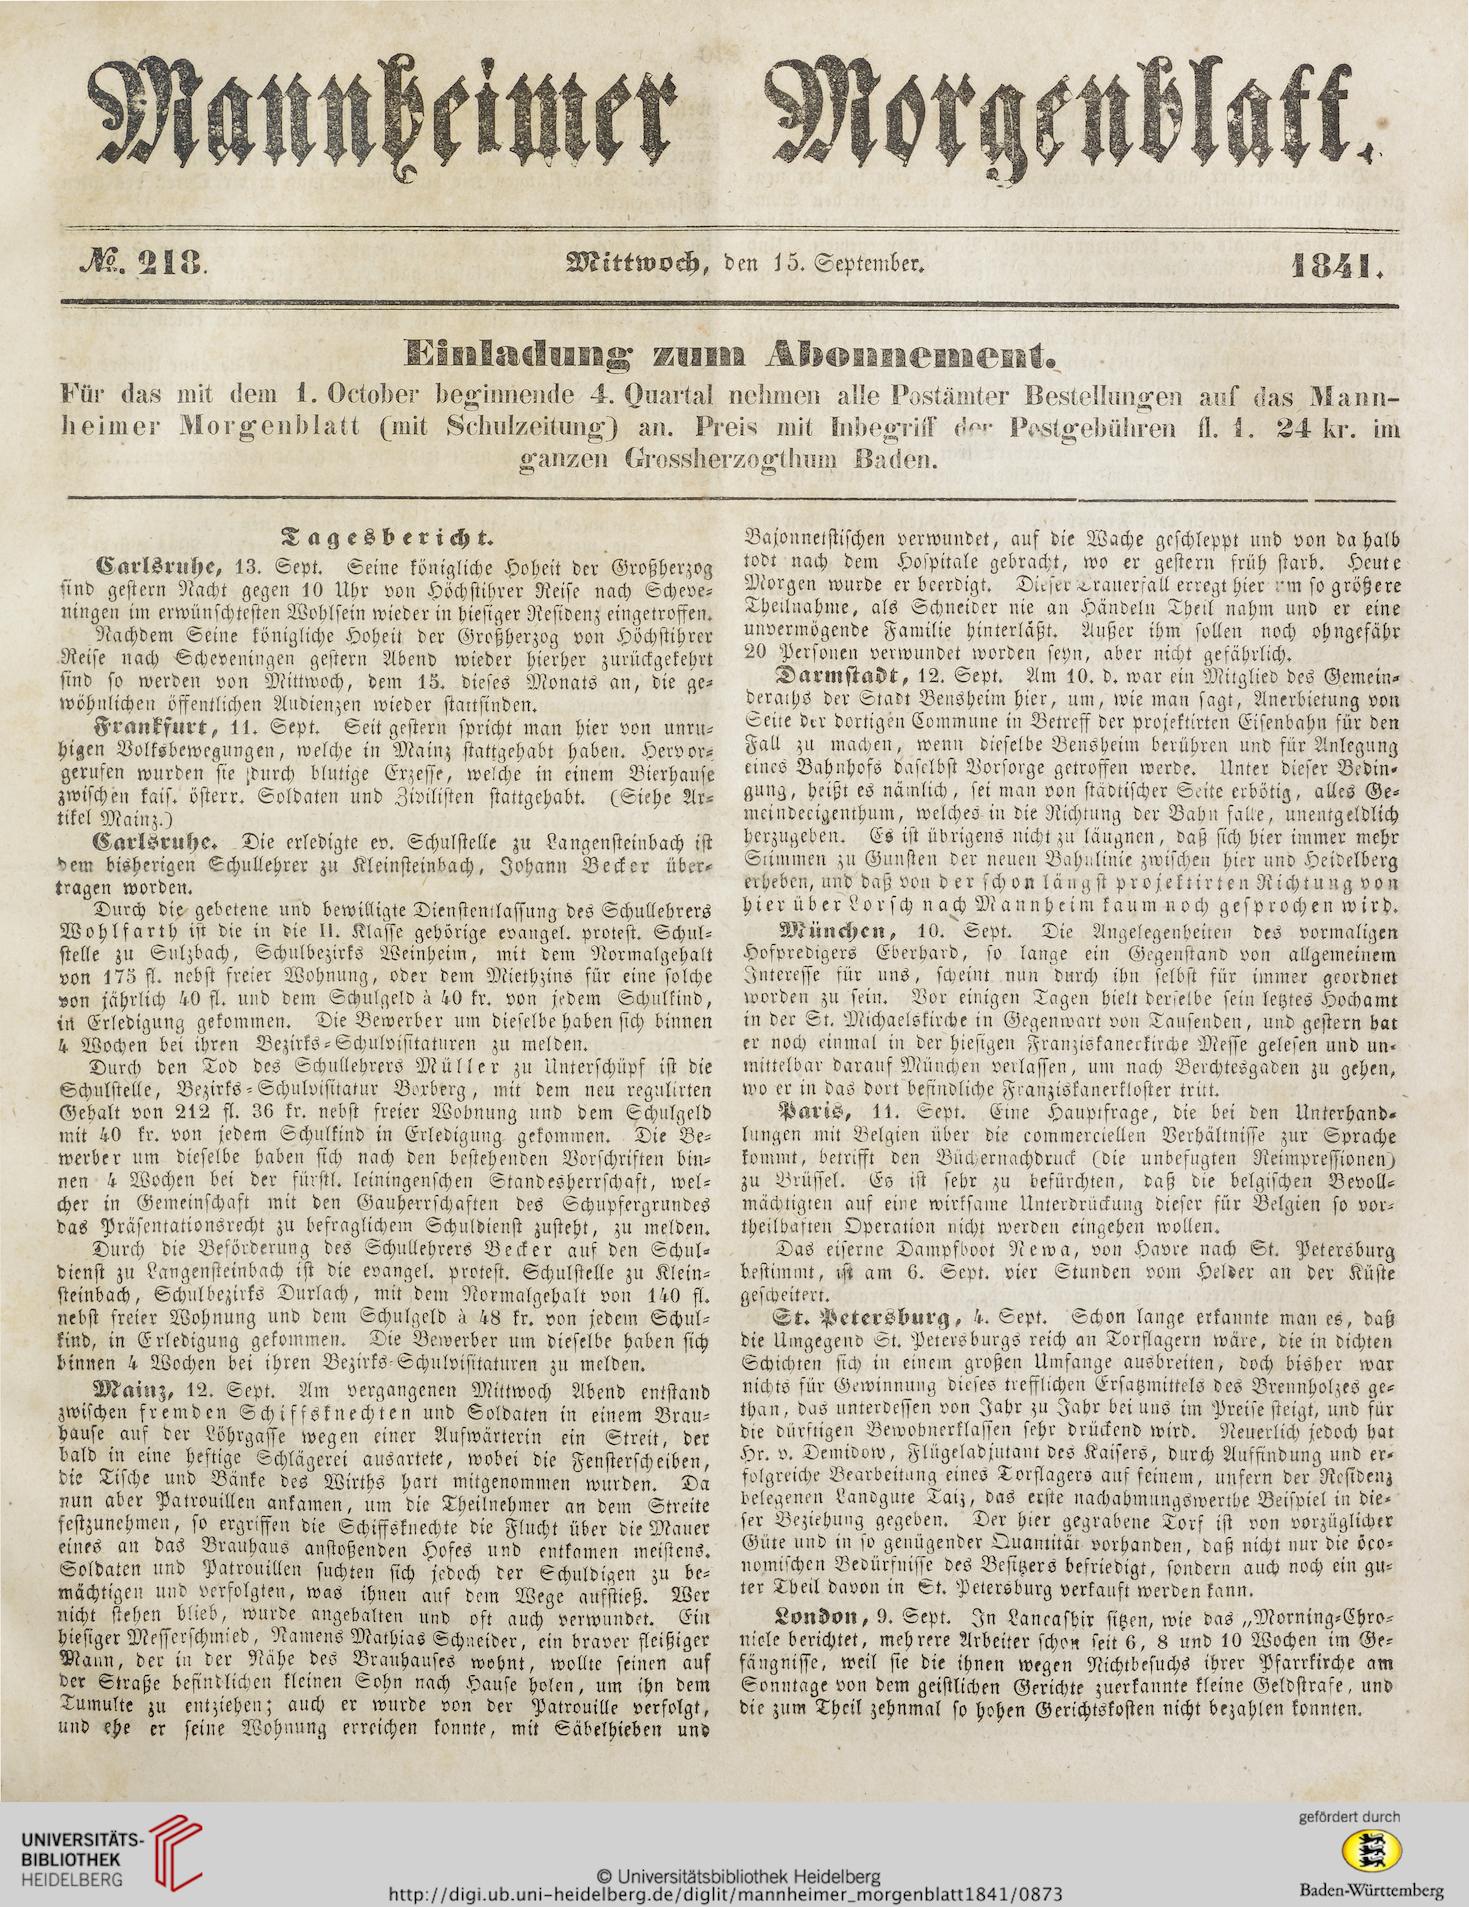 Mannheimer Morgenblatt.
№. 218.
Mittwoch, den 15. September.
1841.
Einladung zum Abonnement.
Für das mit dem 1. October beginnende 4. Quartal nehmen alle Postämter Bestellungen auf das Mann-
heimer Morgenblatt (mit Schulzeitung) an. Preis mit Inbegriff der Postgebühren fl. 1. 24 kr. im
ganzen Grossherzogthum Baden.
Tagesbericht.
Carlsruhe, 13. Sept. Seine königliche Hoheit der Großherzog
sind gestern Nacht gegen 10 Uhr von Höchstihrer Reise nach Scheve-
ningen im erwünschtesten Wohlsein wieder in hiesiger Residenz eingetroffen.
Nachdem Seine königliche Hoheit der Großherzog von Höchstihrer
Reise nach Scheveningen gestern Abend wieder hierher zurückgekehrt
sind so werden von Mittwoch, dem 15. dieses Monats an, die ge-
wöhnlichen öffentlichen Audienzen wieder stattfinden.
Frankfurt, 11. Sept. Seit gestern spricht man hier von unru-
higen Volksbewegungen, welche in Mainz stattgehabt haben. Hervor-
gerufen wurden sie durch blutige Exzesse, welche in einem Bierhause
zwischen kais. österr. Soldaten und Zivilisten stattgehabt. (Siehe Ar-
tikel Mainz.)
Carlsruhe. Die erledigte ev. Schulstelle zu Langensteinbach ist
dem bisherigen Schullehrer zu Kleinsteinbach, Johann Becker über-
tragen worden.
Durch die gebetene und bewilligte Dienstentlassung des Schullehrers
Wohlfarth ist die in die II. Klasse gehörige evangel. protest. Schul-
stelle zu Sulzbach, Schulbezirks Weinheim, mit dem Normalgehalt
von 175 fl. nebst freier Wohnung, oder dem Miethzins für eine solche
von jährlich 40 fl. und dem Schulgeld à 40 kr. von jedem Schulkind,
in Erledigung gekommen. Die Bewerber um dieselbe haben sich binnen
4 Wochen bei ihren Bezirks-Schulvisitaturen zu melden.
Durch den Tod des Schullehrers Müller zu Unterschüpf ist die
Schulstelle, Bezirks-Schulvisitatur Boxberg, mit dem neu regulirten
Gehalt von 212 fl. 36 kr. nebst freier Wohnung und dem Schulgeld
mit 40 kr. von jedem Schulkind in Erledigung gekommen. Die Be-
werber um dieselbe haben sich nach den bestehenden Vorschriften bin-
nen 4 Wochen bei der fürstl. leiningenschen Standesherrschaft, wel-
cher in Gemeinschaft mit den Gauherrschaften des Schupfergrundes
das Präsentationsrecht zu befraglichem Schuldienst zusteht, zu melden.
Durch die Beförderung des Schullehrers Becker auf den Schul-
dienst zu Langensteinbach ist die evangel. protest. Schulstelle zu Klein-
steinbach, Schulbezirks Durlach, mit dem Normalgehalt von 140 fl.
nebst freier Wohnung und dem Schulgeld à 48 kr. von jedem Schul-
kind, in Erledigung gekommen. Die Bewerber um dieselbe haben sich
binnen 4 Wochen bei ihren Bezirks-Schulvisitaturen zu melden.
Mainz, 12. Sept. Am vergangenen Mittwoch Abend entstand
zwischen fremden Schiffsknechten und Soldaten in einem Brau-
hause auf der Löhrgasse wegen einer Aufwärterin ein Streit, der
bald in eine heftige Schlägerei ausartete, wobei die Fensterscheiben,
die Tische und Bänke des Wirths hart mitgenommen wurden. Da
nun aber Patrouillen ankamen, um die Theilnehmer an dem Streite
festzunehmen, so ergriffen die Schiffsknechte die Flucht über die Mauer
eines an das Brauhaus anstoßenden Hofes und entkamen meistens.
Soldaten und Patrouillen suchten sich jedoch der Schuldigen zu be-
mächtigen und verfolgten, was ihnen auf dem Wege aufstieß. Wer
nicht stehen blieb, wurde angehalten und oft auch verwundet. Ein
hiesiger Messerschmied, Namens Mathias Schneider, ein braver fleißiger
Mann, der in der Nähe des Brauhauses wohnt, wollte seinen auf
der Straße befindlichen kleinen Sohn nach Hause holen, um ihn dem
Tumulte zu entziehen; auch er wurde von der Patrouille verfolgt,
und ehe er seine Wohnung erreichen konnte, mit Säbelhieben und
Bajonnetstischen verwundet, auf die Wache geschleppt und von da halb
todt nach dem Hospitale gebracht, wo er gestern früh starb. Heute
Morgen wurde er beerdigt. Dieser Trauerfall erregt hier um so größere
Theilnahme, als Schneider nie an Händeln Theil nahm und er eine
unvermögende Familie hinterläßt. Außer ihm sollen noch ohngefähr
20 Personen verwundet worden seyn, aber nicht gefährlich.
Darmstadt, 12. Sept. Am 10. d. war ein Mitglied des Gemein-
deraths der Stadt Bensheim hier, um, wie man sagt, Anerbietung von
Seite der dortigen Commune in Betreff der projektirten Eisenbahn für den
Fall zu machen, wenn dieselbe Bensheim berühren und für Anlegung
eines Bahnhofs daselbst Vorsorge getroffen werde. Unter dieser Bedin-
gung, heißt es nämlich, sei man von städtischer Seite erbötig, alles Ge-
meindeeigenthum, welches in die Richtung der Bahn falle, unentgeldlich
herzugeben. Es ist übrigens nicht zu läugnen, daß sich hier immer mehr
Stimmen zu Gunsten der neuen Bahnlinie zwischen hier und Heidelberg
erheben, und daß von der schon längst projektirten Richtung von
hier über Lorsch nach Mannheim kaum noch gesprochen wird.
München, 10. Sept. Die Angelegenheiten des vormaligen
Hofpredigers Eberhard, so lange ein Gegenstand von allgemeinem
Interesse für uns, scheint nun durch ihn selbst für immer geordnet
worden zu sein. Vor einigen Tagen hielt derselbe sein letztes Hochamt
in der St. Michaelskirche in Gegenwart von Tausenden, und gestern hat
er noch einmal in der hiesigen Franziskanerkirche Messe gelesen und un-
mittelbar darauf München verlassen, um nach Berchtesgaden zu gehen,
wo er in das dort befindliche Franziskanerkloster tritt.
Paris, 11. Sept. Eine Hauptfrage, die bei den Unterhand-
lungen mit Belgien über die commerciellen Verhältnisse zur Sprache
kommt, betrifft den Büchernachdruck (die unbefugten Reimpressionen)
zu Brüssel. Es ist sehr zu befürchten, daß die belgischen Bevoll-
mächtigten auf eine wirksame Unterdrückung dieser für Belgien so vor-
theilhaften Operation nicht werden eingehen wollen.
Das eiserne Dampfboot Newa, von Havre nach St. Petersburg
bestimmt, ist am 6. Sept. vier Stunden vom Helder an der Küste
gescheitert.
St. Petersburg, 4. Sept. Schon lange erkannte man es, daß
die Umgegend St. Petersburgs reich an Torflagern wäre, die in dichten
Schichten sich in einem großen Umfange ausbreiten, doch bisher war
nichts für Gewinnung dieses trefflichen Ersatzmittels des Brennholzes ge-
than, das unterdessen von Jahr zu Jahr bei uns im Preise steigt, und für
die dürftigen Bewohnerklassen sehr drückend wird. Neuerlich jedoch hat
Hr. v. Demidow, Flügeladjutant des Kaisers, durch Auffindung und er-
folgreiche Bearbeitung eines Torflagers auf seinem, unfern der Residenz
belegenen Landgute Taiz, das erste nachahmungswerthe Beispiel in die-
ser Beziehung gegeben. Der hier gegrabene Torf ist von vorzüglicher
Güte und in so genügender Quantität vorhanden, daß nicht nur die öco-
nomischen Bedürfnisse des Besitzers befriedigt, sondern auch noch ein gu-
ter Theil davon in St. Petersburg verkauft werden kann.
London, 9. Sept. In Lancashir sitzen, wie das „Morning-Chro-
nicle berichtet, mehrere Arbeiter schon seit 6, 8 und 10 Wochen im Ge-
fängnisse, weil sie die ihnen wegen Nichtbesuchs ihrer Pfarrkirche am
Sonntage von dem geistlichen Gerichte zuerkannte kleine Geldstrafe, und
die zum Theil zehnmal so hohen Gerichtskosten nicht bezahlen konnten.
UNIVERSITÄTS-
BIBLIOTHEK
HEIDELBERG
© Universitätsbibliothek Heidelberg
http://digi.ub.uni-heidelberg.de/diglit/mannheimer_morgenblatt1841/0873
gefördert durch
Baden-Württemberg